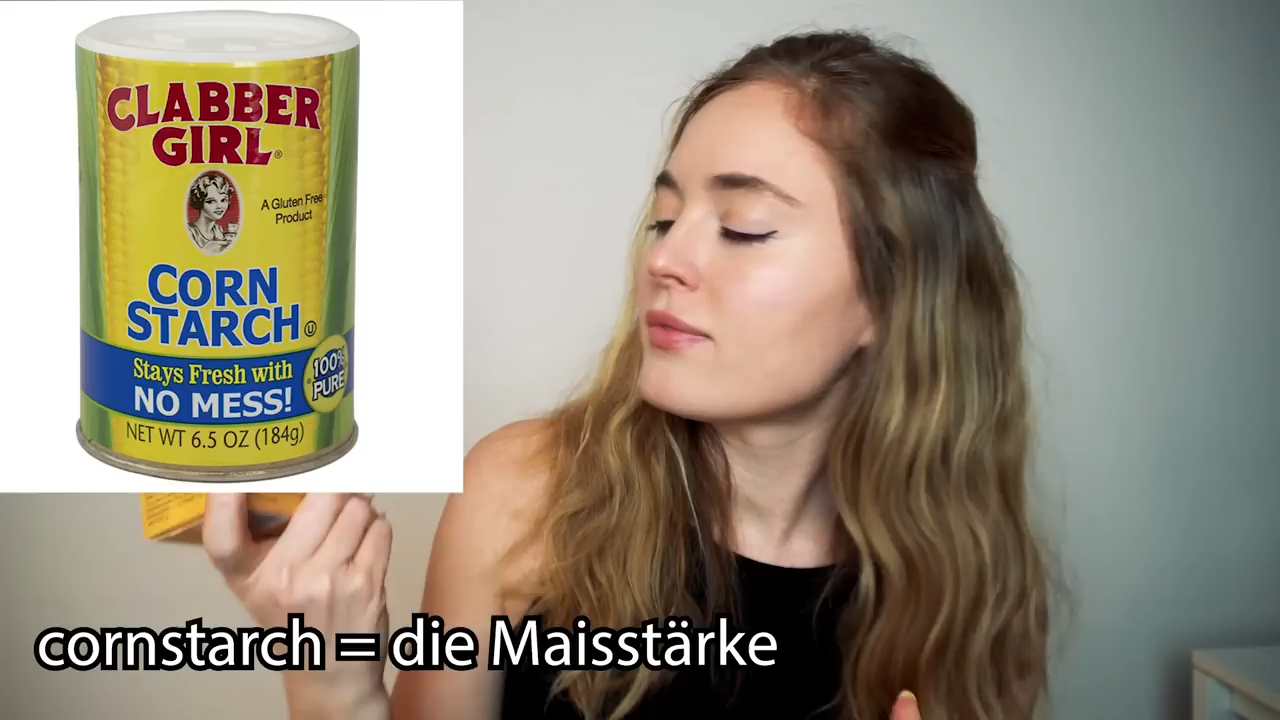 CLABBER
GIRL®
A Gluten Free
Product
CORN
STARCH Ⓤ
Stays Fresh with
NO MESS!
100%
PURE
NET WT 6.5 OZ (184g)
cornstarch = die Maisstärke